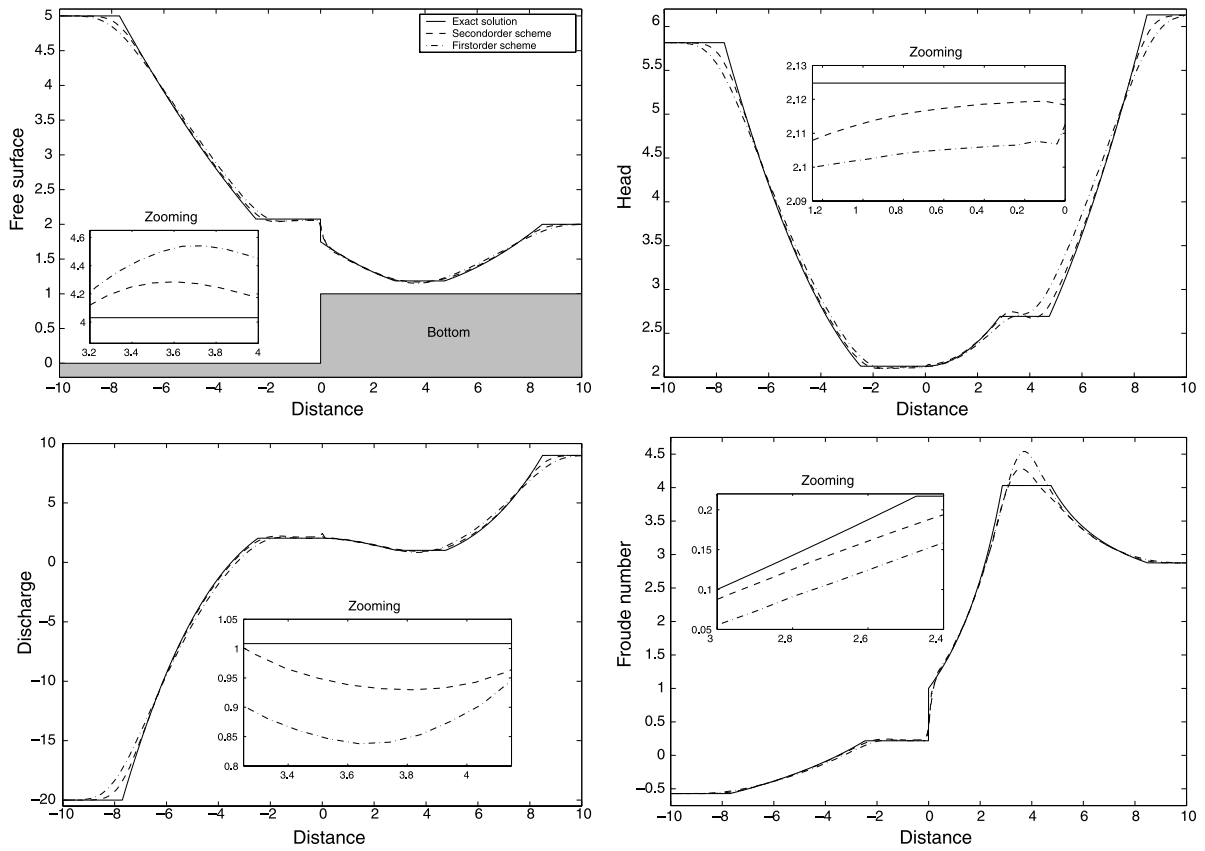 5
4.5
4
3.5
3
2.5
2
1.5
1
0.5
0
Free surface
Exact solution
Secondorder scheme
Firstorder scheme
Zooming
4.6
4.4
4.2
4
3.2 3.4 3.6 3.8 4
Bottom
−10 −8 −6 −4 −2 0 2 4 6 8 10
Distance
6
5.5
5
4.5
4
3.5
3
2.5
2
Head
Zooming
2,13
2,12
2.11
2.1
2.09
1.2 1 0.8 0.6 0.4 0.2 0
−10 −8 −6 −4 −2 0 2 4 6 8 10
Distance
10
5
0
−5
−10
−15
−20
Discharge
Zooming
1.05
1
0.95
0.9
0.85
0.8
3.4 3.6 3.8 4
−10 −8 −6 −4 −2 0 2 4 6 8 10
Distance
4.5
4
3.5
3
2.5
2
1.5
1
0.5
0
−0.5
Froude number
Zooming
0.2
0.15
0.1
0.05
3 2,8 2.6 2.4
−10 −8 −6 −4 −2 0 2 4 6 8 10
Distance